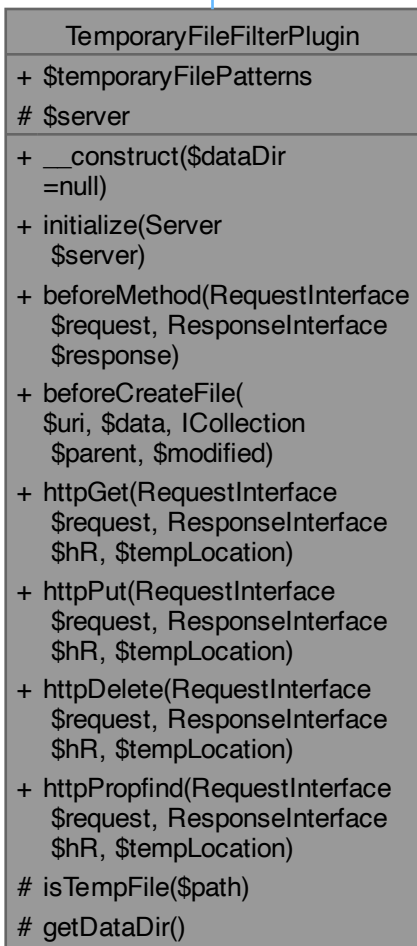 TemporaryFileFilterPlugin
+ $temporaryFilePatterns
# $server
+ __construct($dataDir
=null)
+ initialize(Server
$server)
+ beforeMethod(RequestInterface
$request, ResponseInterface
$response)
+ beforeCreateFile(
$uri, $data, ICollection
$parent, $modified)
+ httpGet(RequestInterface
$request, ResponseInterface
$hR, $tempLocation)
+ httpPut(RequestInterface
$request, ResponseInterface
$hR, $tempLocation)
+ httpDelete(RequestInterface
$request, ResponseInterface
$hR, $tempLocation)
+ httpPropfind(RequestInterface
$request, ResponseInterface
$hR, $tempLocation)
# isTempFile($path)
# getDataDir()